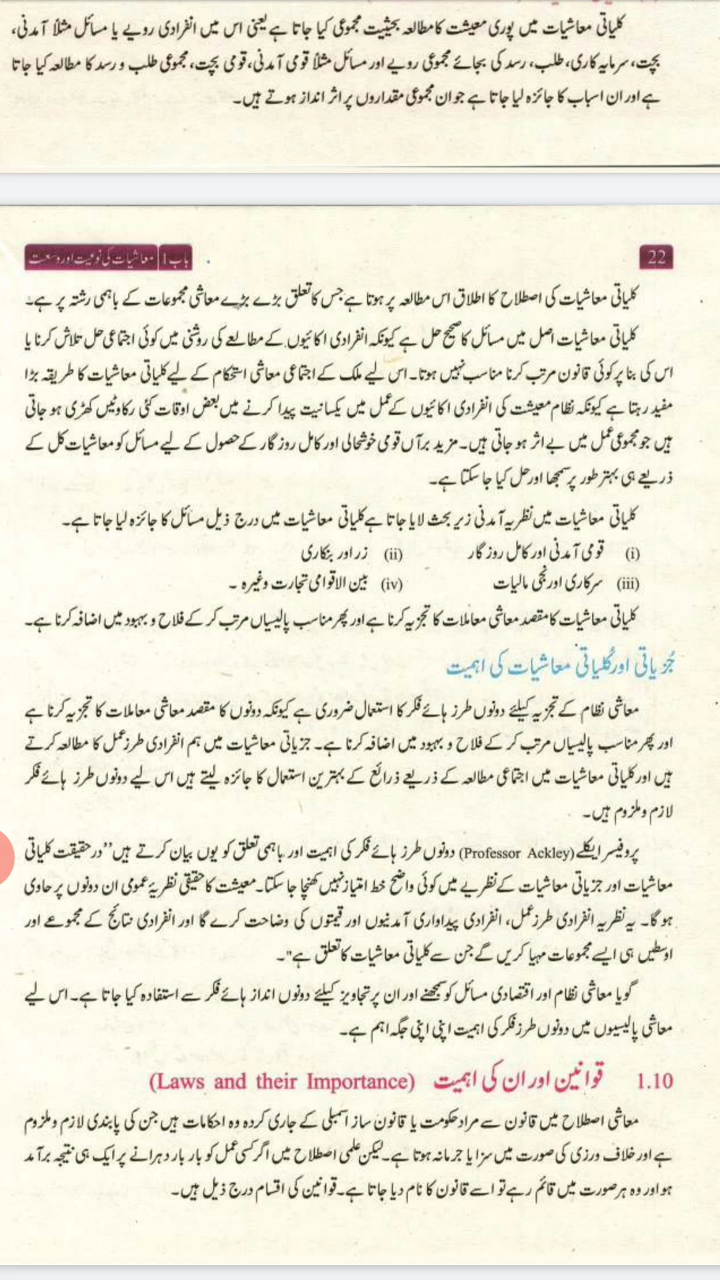 کلیاتی معاشیات میں پوری معیشت کا مطالعہ بحیثیت مجموعی کیا جاتا ہے یعنی اس میں انفرادی رویے یا مسائل مثلاً آمدنی،
بچت، سرمایہ کاری، طلب، رسد کی بجائے مجموعی رویے اور مسائل مثلاً قومی آمدنی، قومی بچت، مجموعی طلب و رسد کا مطالعہ کیا جاتا
ہے اور ان اسباب کا جائزہ لیا جاتا ہے جو ان مجموعی مقداروں پر اثر انداز ہوتے ہیں۔
22 باب 1 معاشیات کی نوعیت اور وسعت
کلیاتی معاشیات کی اصطلاح کا اطلاق اس مطالعہ پر ہوتا ہے جس کا تعلق بڑے بڑے معاشی مجموعات کے باہمی رشتہ پر ہے۔
کلیاتی معاشیات اصل میں مسائل کا صحیح حل ہے کیونکہ انفرادی اکائیوں کے مطالعے کی روشنی میں کوئی اجتماعی حل تلاش کرنا یا
اس کی بنا پر کوئی قانون مرتب کرنا مناسب نہیں ہوتا۔ اس لیے ملک کے اجتماعی معاشی استحکام کے لیے کلیاتی معاشیات کا طریقہ بڑا
مفید رہتا ہے کیونکہ نظام معیشت کی انفرادی اکائیوں کے عمل میں یکسانیت پیدا کرنے میں بعض اوقات کئی رکاوٹیں کھڑی ہو جاتی
ہیں جو مجموعی عمل میں بے اثر ہو جاتی ہیں۔ مزید برآں قومی خوشحالی اور کامل روزگار کے حصول کے لیے مسائل کو معاشیات کل کے
ذریعے ہی بہتر طور پر سمجھا اور حل کیا جا سکتا ہے۔
کلیاتی معاشیات میں نظریہ آمدنی زیر بحث لایا جاتا ہے کلیاتی معاشیات میں درج ذیل مسائل کا جائزہ لیا جاتا ہے۔
(i) قومی آمدنی اور کامل روزگار (ii) زر اور بنکاری
(iii) سرکاری اور نجی مالیات (iv) بین الاقوامی تجارت وغیرہ ۔
کلیاتی معاشیات کا مقصد معاشی معاملات کا تجزیہ کرنا ہے اور پھر مناسب پالیسیاں مرتب کر کے فلاح و بہبود میں اضافہ کرنا ہے۔
جُزیاتی اور کُلیاتی معاشیات کی اہمیت
معاشی نظام کے تجزیہ کیلئے دونوں طرز ہائے فکر کا استعمال ضروری ہے کیونکہ دونوں کا مقصد معاشی معاملات کا تجزیہ کرنا ہے
اور پھر مناسب پالیسیاں مرتب کر کے فلاح و بہبود میں اضافہ کرنا ہے۔ جزیاتی معاشیات میں ہم انفرادی طرز عمل کا مطالعہ کرتے
ہیں اور کلیاتی معاشیات میں اجتماعی مطالعہ کے ذریعے ذرائع کے بہترین استعمال کا جائزہ لیتے ہیں اس لیے دونوں طرز ہائے فکر
لازم و ملزوم ہیں۔
پروفیسر ایکلے (Professor Ackley) دونوں طرز ہائے فکر کی اہمیت اور باہمی تعلق کو یوں بیان کرتے ہیں ”درحقیقت کلیاتی
معاشیات اور جزیاتی معاشیات کے نظریے میں کوئی واضح خط امتیاز نہیں کھینچا جا سکتا۔ معیشت کا حقیقی نظریۂ عمومی ان دونوں پر حاوی
ہو گا۔ یہ نظریہ انفرادی طرز عمل، انفرادی پیداواری آمدنیوں اور قیمتوں کی وضاحت کرے گا اور انفرادی نتائج کے مجموعے اور
اوسطیں ہی ایسے مجموعات مہیا کریں گے جن سے کلیاتی معاشیات کا تعلق ہے"۔
گویا معاشی نظام اور اقتصادی مسائل کو سمجھنے اور ان پر تجاویز کیلئے دونوں انداز ہائے فکر سے استفادہ کیا جاتا ہے۔ اس لیے
معاشی پالیسیوں میں دونوں طرز فکر کی اہمیت اپنی اپنی جگہ اہم ہے۔
1.10 قوانین اور ان کی اہمیت (Laws and their Importance)
معاشی اصطلاح میں قانون سے مراد حکومت یا قانون ساز اسمبلی کے جاری کردہ وہ احکامات ہیں جن کی پابندی لازم و ملزوم
ہے اور خلاف ورزی کی صورت میں سزا یا جرمانہ ہوتا ہے۔ لیکن علمی اصطلاح میں اگر کسی عمل کو بار بار دہرانے پر ایک ہی نتیجہ برآمد
ہو اور وہ ہر صورت میں قائم رہے تو اسے قانون کا نام دیا جاتا ہے۔ قوانین کی اقسام درج ذیل ہیں۔